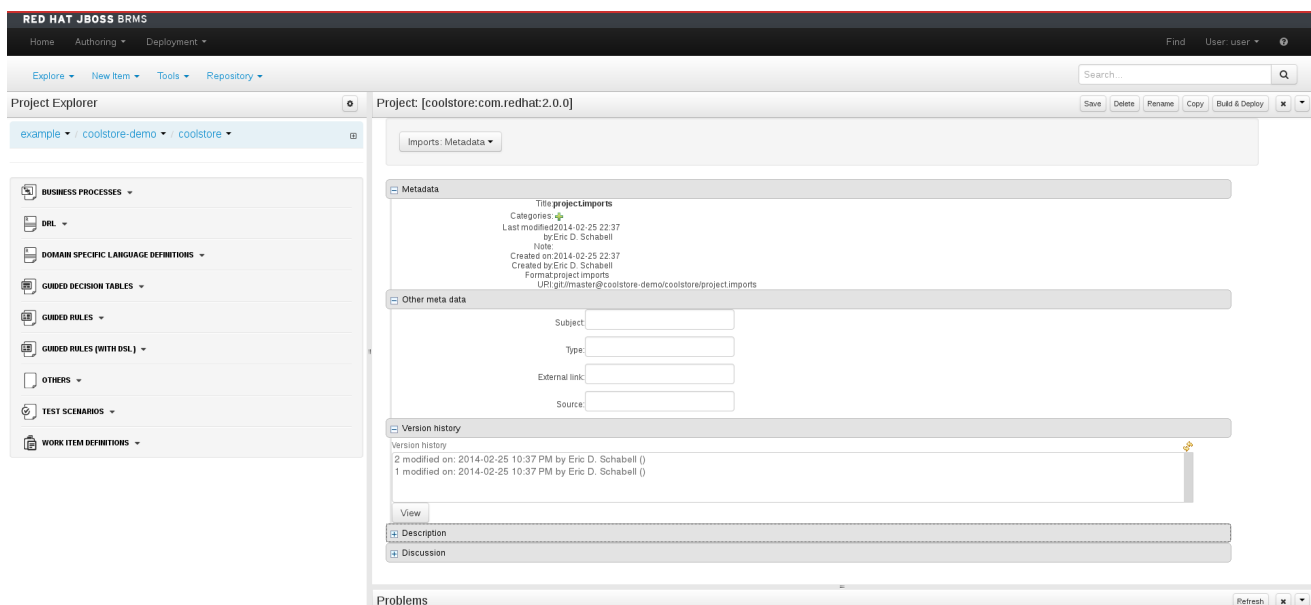 RED HAT JBOSS BRMS
Home Authoring Deployment Find User: user
Explore New Item Tools Repository Search...
Project Explorer
example / coolstore-demo / coolstore
BUSINESS PROCESSES
DRL
DOMAIN SPECIFIC LANGUAGE DEFINITIONS
GUIDED DECISION TABLES
GUIDED RULES
GUIDED RULES (WITH DSL)
OTHERS
TEST SCENARIOS
WORK ITEM DEFINITIONS
Project: [coolstore:com.redhat:2.0.0] Save Delete Rename Copy Build & Deploy
Imports: Metadata
Metadata
Title:project.imports
Categories:
Last modified2014-02-25 22:37
by:Eric D. Schabell
Note:
Created on:2014-02-25 22:37
Created by:Eric D. Schabell
Format:project imports
URI:git://master@coolstore-demo/coolstore/project.imports
Other meta data
Subject:
Type:
External link:
Source:
Version history
Version history
2 modified on: 2014-02-25 10:37 PM by Eric D. Schabell ()
1 modified on: 2014-02-25 10:37 PM by Eric D. Schabell ()
View
Description
Discussion
Problems Refresh